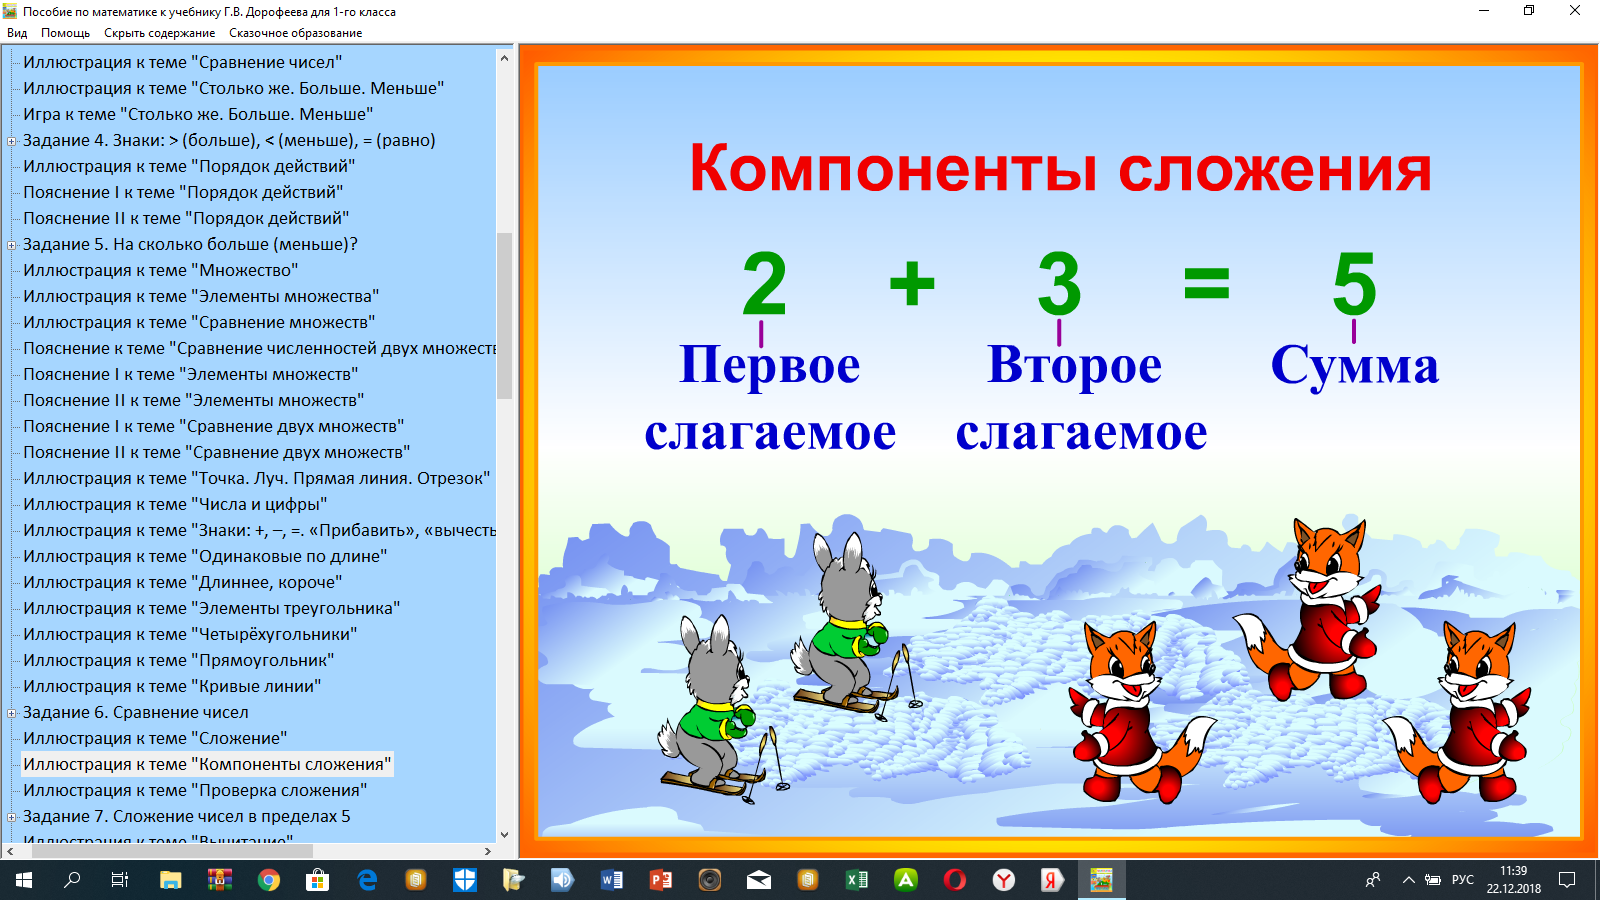 Пособие по математике к учебнику Г.В. Дорофеева для 1-го класса
Вид Помощь Скрыть содержание Сказочное образование
Иллюстрация к теме "Сравнение чисел"
Иллюстрация к теме "Столько же. Больше. Меньше"
Игра к теме "Столько же. Больше. Меньше"
Задание 4. Знаки: > (больше), < (меньше), = (равно)
Иллюстрация к теме "Порядок действий"
Пояснение I к теме "Порядок действий"
Пояснение II к теме "Порядок действий"
Задание 5. На сколько больше (меньше)?
Иллюстрация к теме "Множество"
Иллюстрация к теме "Элементы множества"
Иллюстрация к теме "Сравнение множеств"
Пояснение к теме "Сравнение численностей двух множеств
Пояснение I к теме "Элементы множеств"
Пояснение II к теме "Элементы множеств"
Пояснение I к теме "Сравнение двух множеств"
Пояснение II к теме "Сравнение двух множеств"
Иллюстрация к теме "Точка. Луч. Прямая линия. Отрезок"
Иллюстрация к теме "Числа и цифры"
Иллюстрация к теме "Знаки: +, –, =. «Прибавить», «вычесть
Иллюстрация к теме "Одинаковые по длине"
Иллюстрация к теме "Длиннее, короче"
Иллюстрация к теме "Элементы треугольника"
Иллюстрация к теме "Четырёхугольники"
Иллюстрация к теме "Прямоугольник"
Иллюстрация к теме "Кривые линии"
Задание 6. Сравнение чисел
Иллюстрация к теме "Сложение"
Иллюстрация к теме "Компоненты сложения"
Иллюстрация к теме "Проверка сложения"
Задание 7. Сложение чисел в пределах 5
Иллюстрация к теме "Вычитание"
Компоненты сложения
2 + 3 = 5
Первое Второе Сумма
слагаемое слагаемое
РУС
11:39
22.12.2018